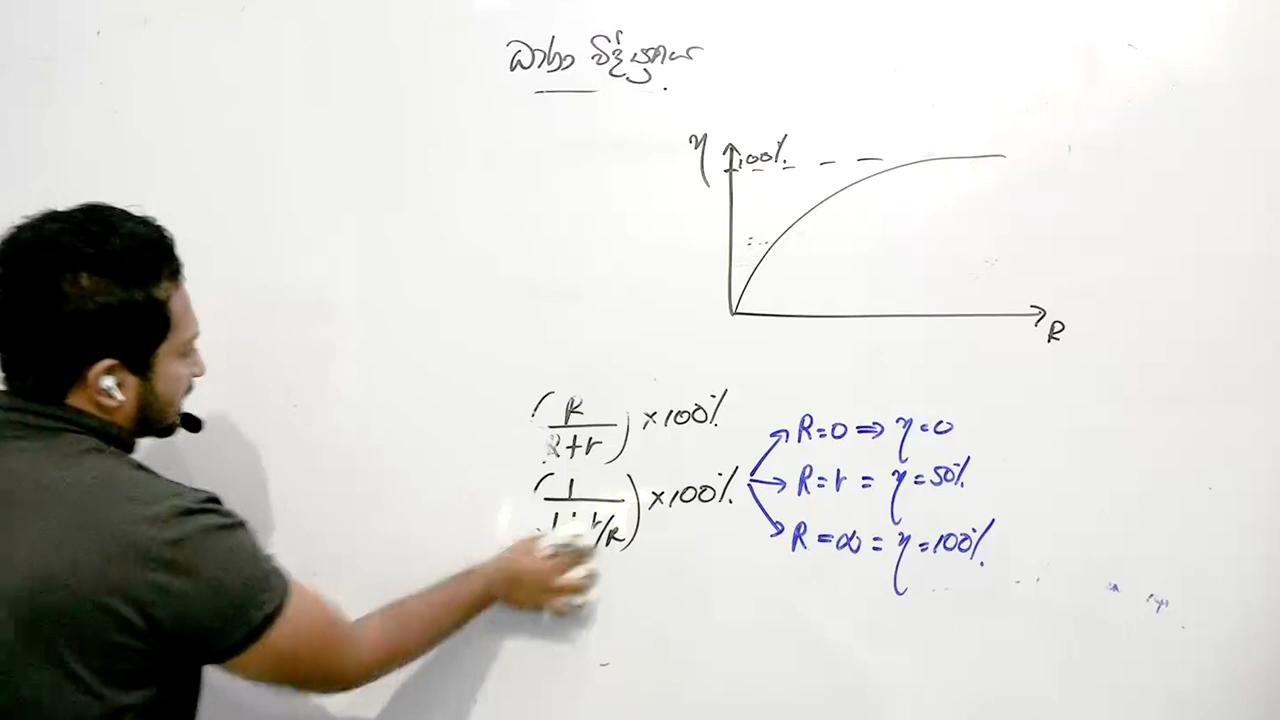 ධාරා විද්‍යුතය
η
100%
R
(R/R+r) ×100%
(1/1+r/R) ×100%
R=0 ⇒ η=0
R=r = η=50%
R=∞ = η=100%